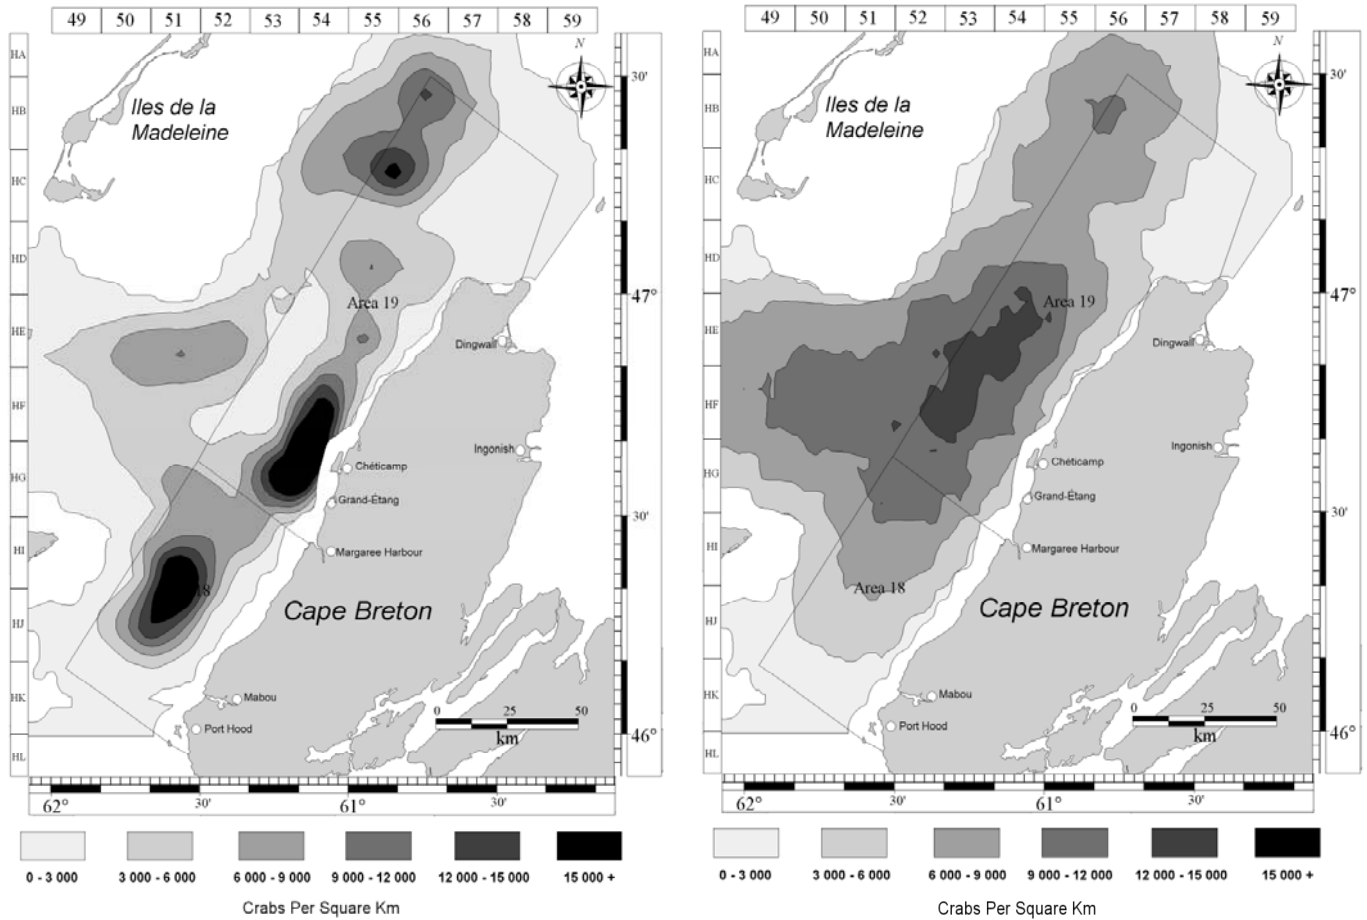 49 50 51 52 53 54 55 56 57 58 59
HA
HB
HC
HD
HE
HF
HG
HI
HJ
HK
HL
N
Iles de la
Madeleine
30'
47°
30'
46°
Area 19
Dingwall
Ingonish
Chéticamp
Grand-Étang
Margaree Harbour
18
Cape Breton
Mabou
Port Hood
0 25 50
km
62° 30' 61° 30'
0 - 3 000 3 000 - 6 000 6 000 - 9 000 9 000 - 12 000 12 000 - 15 000 15 000 +
Crabs Per Square Km
49 50 51 52 53 54 55 56 57 58 59
HA
HB
HC
HD
HE
HF
HG
HI
HJ
HK
HL
N
Iles de la
Madeleine
30'
47°
30'
46°
Area 19
Dingwall
Ingonish
Chéticamp
Grand-Étang
Margaree Harbour
Area 18
Cape Breton
Mabou
Port Hood
0 25 50
km
62° 30' 61° 30'
0 - 3 000 3 000 - 6 000 6 000 - 9 000 9 000 - 12 000 12 000 - 15 000 15 000 +
Crabs Per Square Km